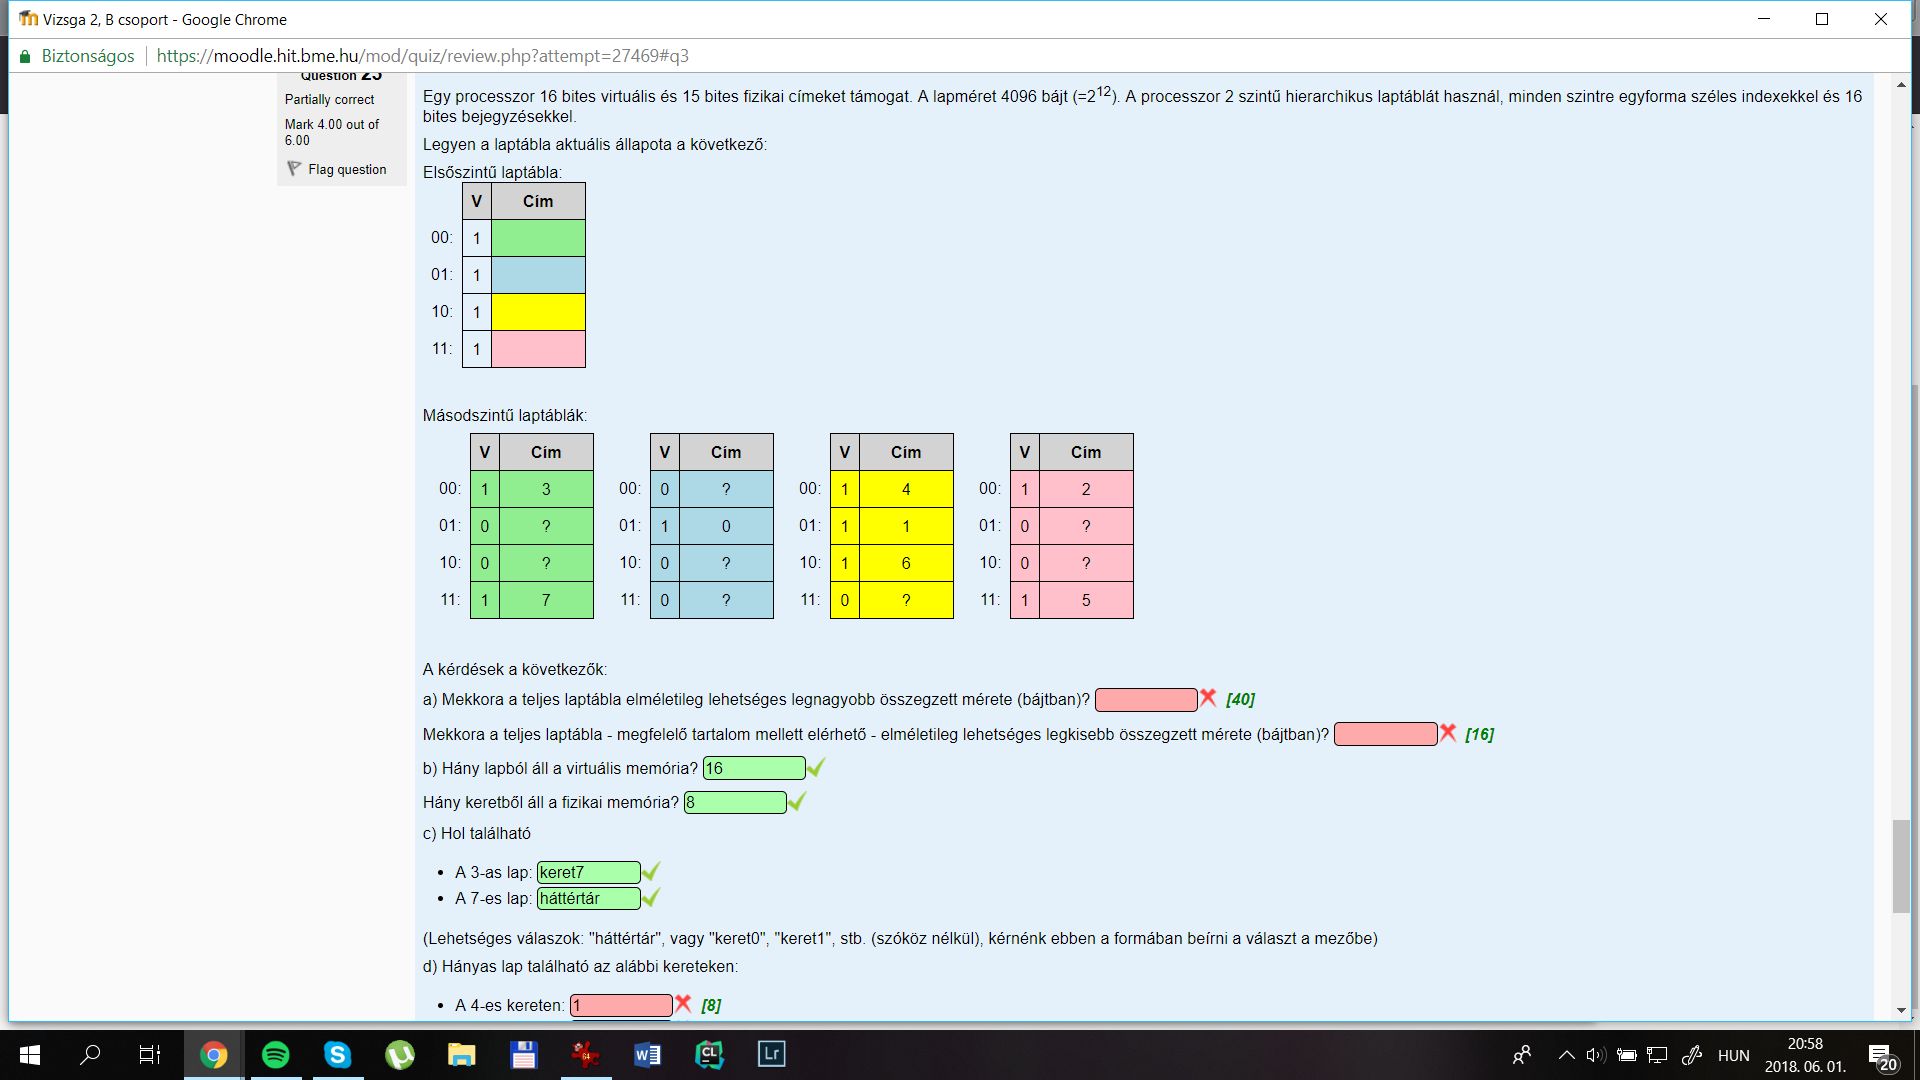 Vizsga 2, B csoport - Google Chrome
Biztonságos
https://moodle.hit.bme.hu/mod/quiz/review.php?attempt=27469#q3
Question 25
Partially correct
Mark 4.00 out of
6.00
Flag question
Egy processzor 16 bites virtuális és 15 bites fizikai címeket támogat. A lapméret 4096 bájt (=2^12). A processzor 2 szintű hierarchikus laptáblát használ, minden szintre egyforma széles indexekkel és 16
bites bejegyzésekkel.
Legyen a laptábla aktuális állapota a következő:
Elsőszintű laptábla:
V Cím
00: 1
01: 1
10: 1
11: 1
Másodszintű laptáblák:
V Cím V Cím V Cím V Cím
00: 1 3 00: 0 ? 00: 1 4 00: 1 2
01: 0 ? 01: 1 0 01: 1 1 01: 0 ?
10: 0 ? 10: 0 ? 10: 1 6 10: 0 ?
11: 1 7 11: 0 ? 11: 0 ? 11: 1 5
A kérdések a következők:
a) Mekkora a teljes laptábla elméletileg lehetséges legnagyobb összegzett mérete (bájtban)? [40]
Mekkora a teljes laptábla - megfelelő tartalom mellett elérhető - elméletileg lehetséges legkisebb összegzett mérete (bájtban)? [16]
b) Hány lapból áll a virtuális memória? 16
Hány keretből áll a fizikai memória? 8
c) Hol található
• A 3-as lap: keret7
• A 7-es lap: háttértár
(Lehetséges válaszok: "háttértár", vagy "keret0", "keret1", stb. (szóköz nélkül), kérnénk ebben a formában beírni a választ a mezőbe)
d) Hányas lap található az alábbi kereteken:
• A 4-es kereten: 1 [8]
64
W
CL
Lr
HUN
20:58
2018. 06. 01.
20